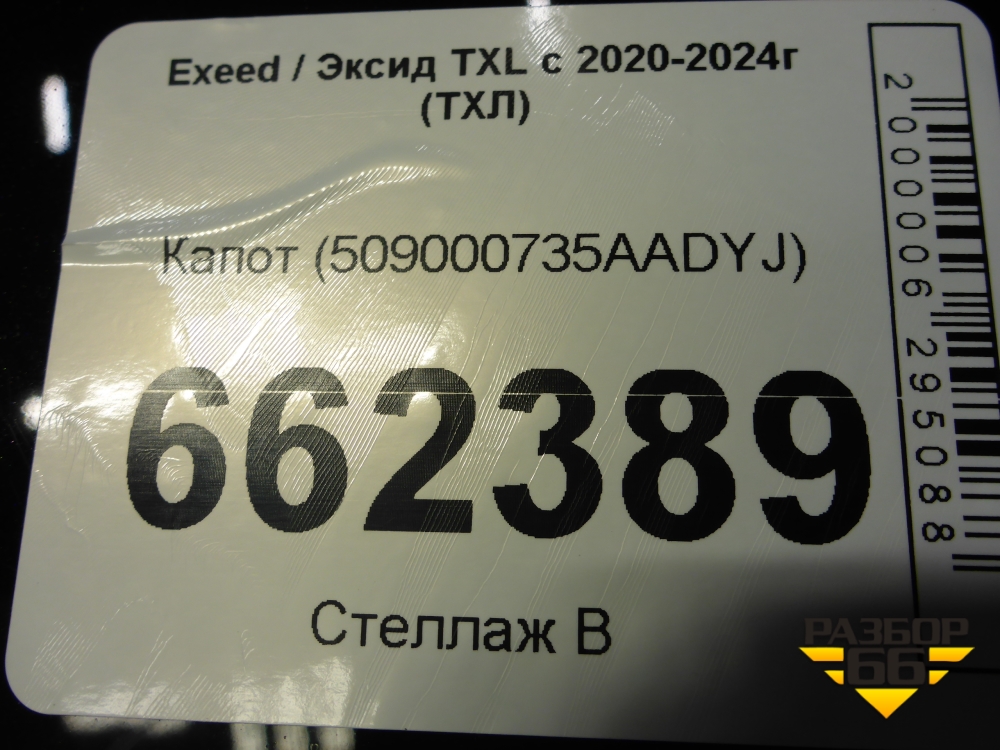 Exeed / Эксид TXL с 2020-2024г
(ТХЛ)
Капот (509000735AADYJ)
662389
Стеллаж В
2000006295088
РАЗБОР
66